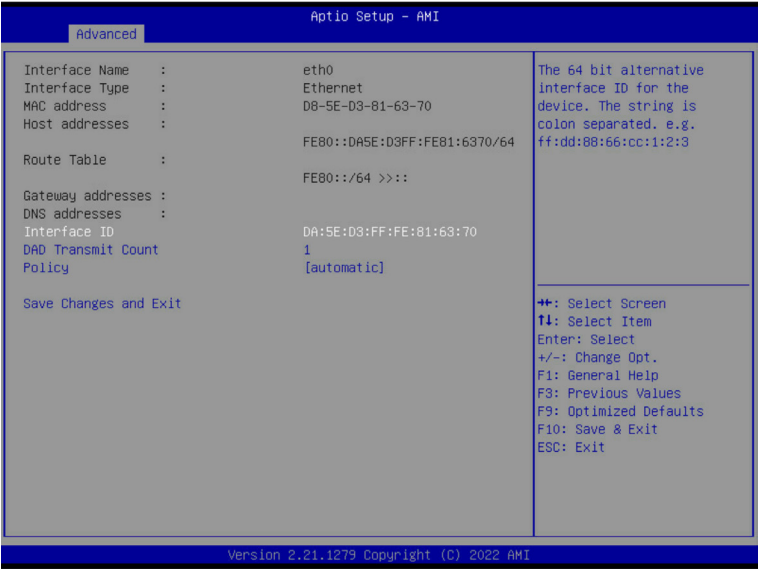 Aptio Setup - AMI
Advanced
Interface Name : eth0
Interface Type : Ethernet
MAC address : D8-5E-D3-81-63-70
Host addresses :
FE80::DA5E:D3FF:FE81:6370/64
Route Table :
FE80::/64 >>::
Gateway addresses :
DNS addresses :
Interface ID DA:5E:D3:FF:FE:81:63:70
DAD Transmit Count 1
Policy [automatic]
Save Changes and Exit
The 64 bit alternative
interface ID for the
device. The string is
colon separated. e.g.
ff:dd:88:66:cc:1:2:3
→←: Select Screen
↑↓: Select Item
Enter: Select
+/-: Change Opt.
F1: General Help
F3: Previous Values
F9: Optimized Defaults
F10: Save & Exit
ESC: Exit
Version 2.21.1279 Copyright (C) 2022 AMI